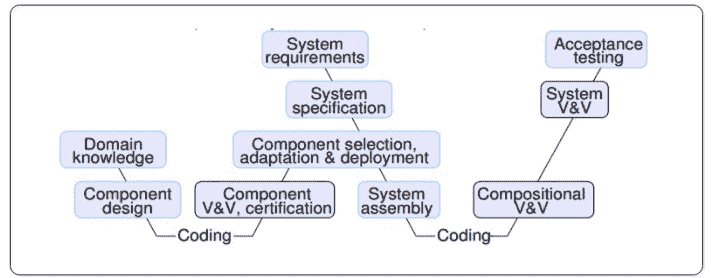 System
requirements
Acceptance
testing
System
specification
System
V&V
Domain
knowledge
Component selection,
adaptation & deployment
Component
design
Component
V&V, certification
System
assembly
Compositional
V&V
Coding
Coding